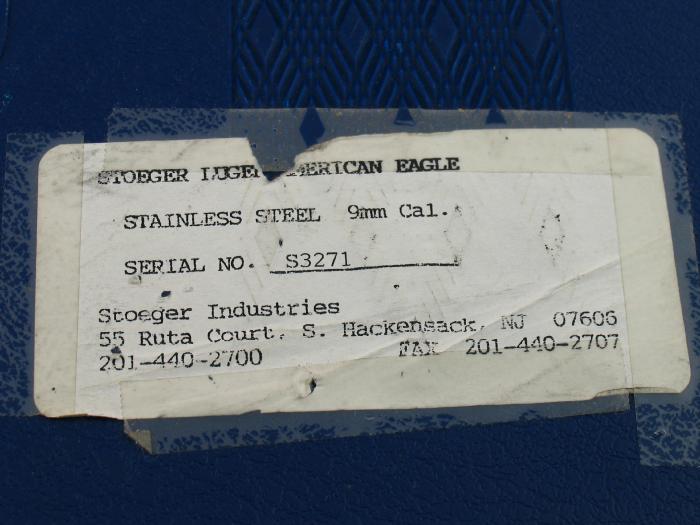 STOEGER LUGER AMERICAN EAGLE
STAINLESS STEEL 9mm Cal.
SERIAL NO. S3271
Stoeger Industries
55 Ruta Court, S. Hackensack, NJ 07606
201-440-2700 FAX 201-440-2707